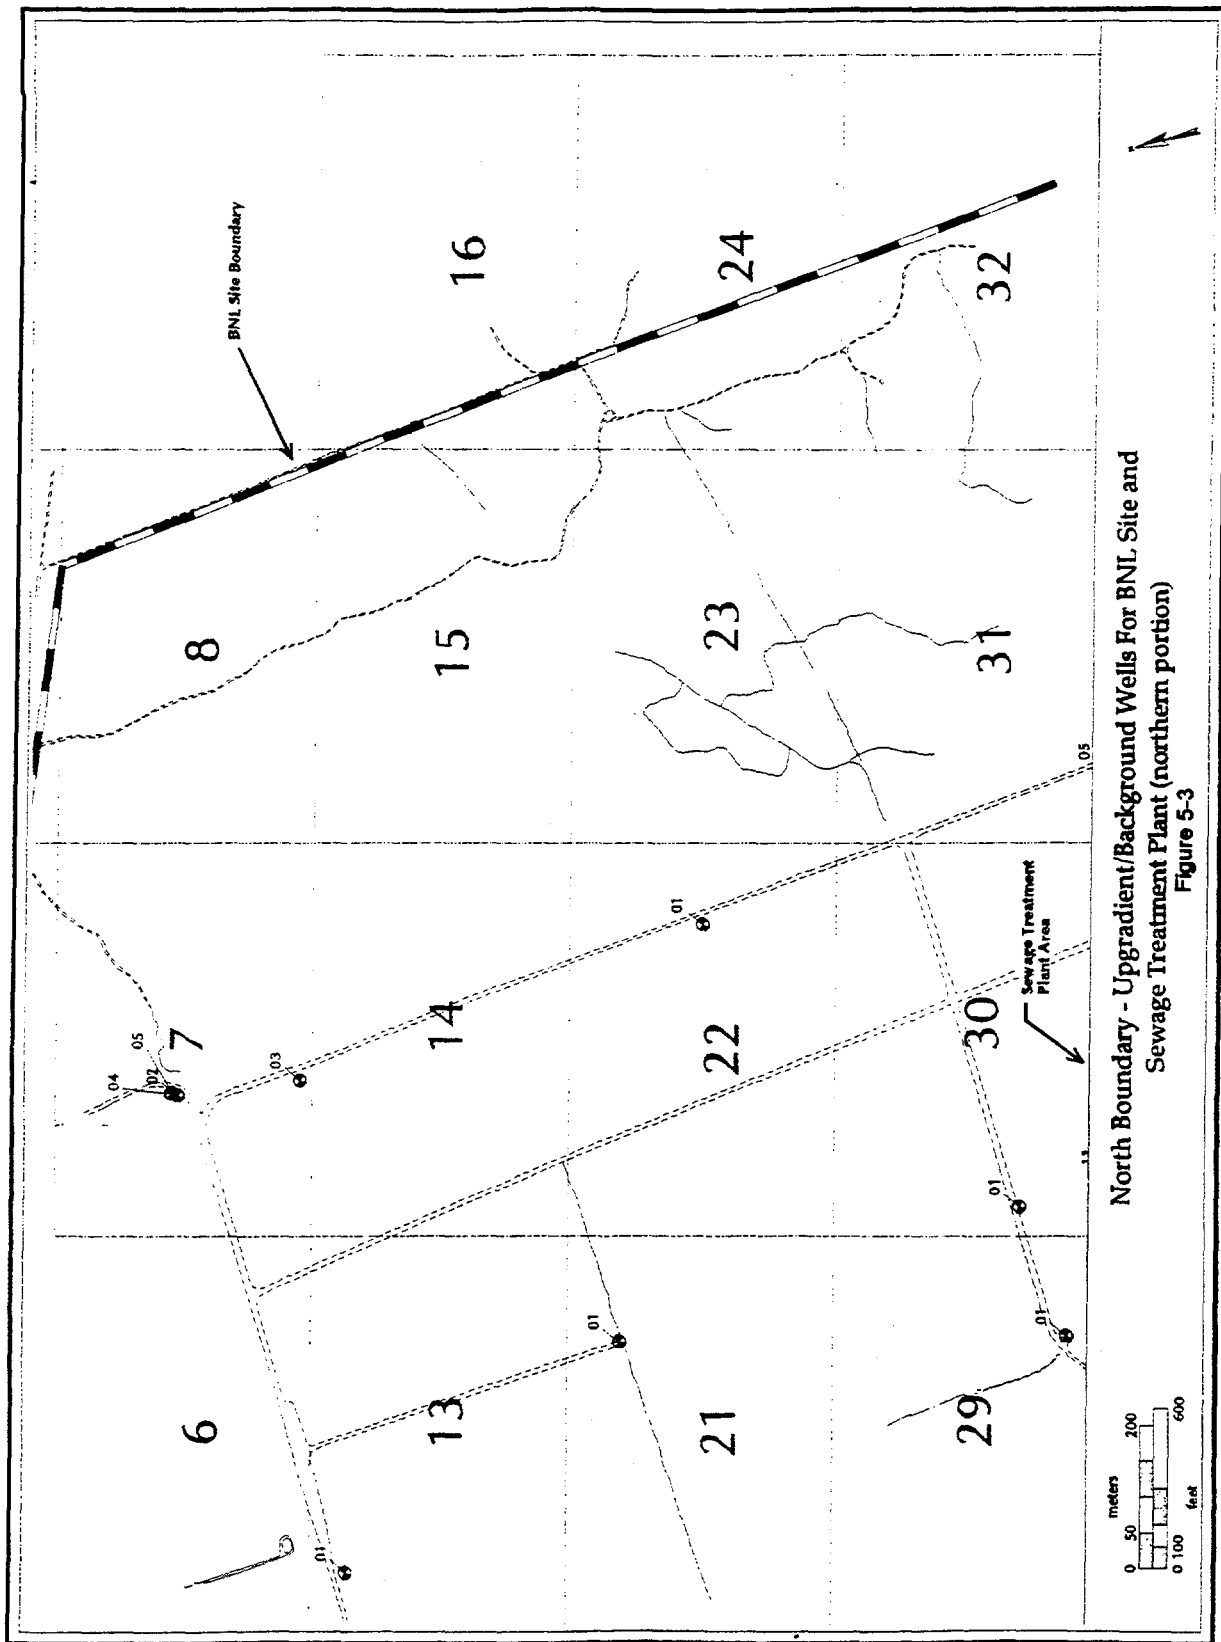 BNL Site Boundary
6
7
8
04
02
05
03
01
13
14
15
16
01
01
21
22
23
24
29
30
31
32
01
01
05
Sewage Treatment
Plant Area
13
meters
0 50 200
0 100 600
feet
North Boundary - Upgradient/Background Wells For BNL Site and
Sewage Treatment Plant (northern portion)
Figure 5-3